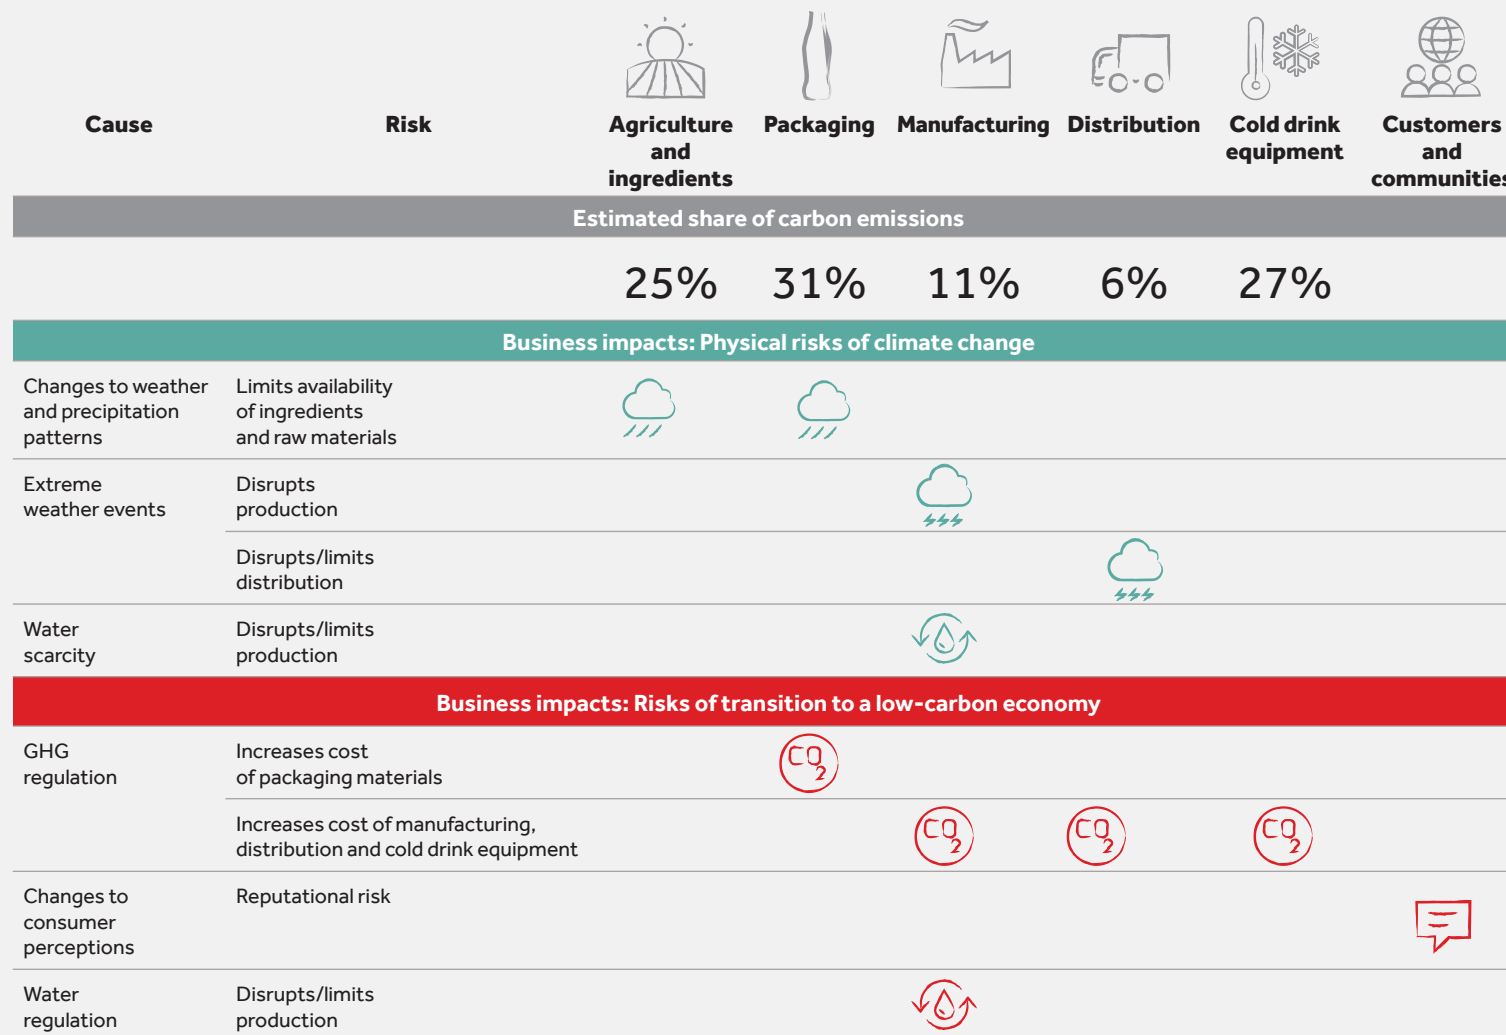 Cause
Risk
Agriculture
and
ingredients
Packaging
Manufacturing
Distribution
Cold drink
equipment
Customers
and
communities
Estimated share of carbon emissions
25%
31%
11%
6%
27%
Business impacts: Physical risks of climate change
Changes to weather
and precipitation
patterns
Limits availability
of ingredients
and raw materials
Extreme
weather events
Disrupts
production
Disrupts/limits
distribution
Water
scarcity
Disrupts/limits
production
Business impacts: Risks of transition to a low-carbon economy
GHG
regulation
Increases cost
of packaging materials
CO2
Increases cost of manufacturing,
distribution and cold drink equipment
CO2
CO2
CO2
Changes to
consumer
perceptions
Reputational risk
Water
regulation
Disrupts/limits
production